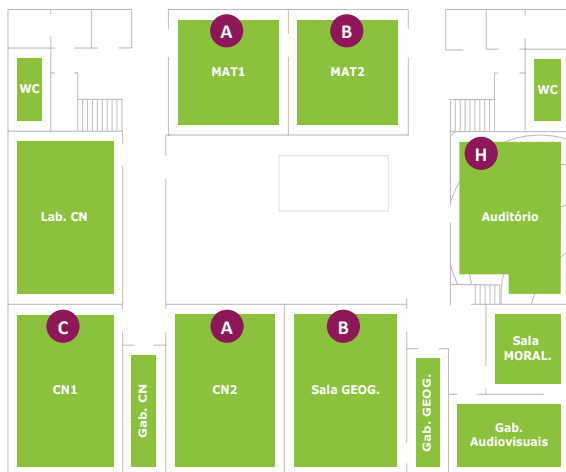 A
B
MAT1
MAT2
WC
WC
H
Lab. CN
Auditório
C
A
B
CN1
Gab. CN
CN2
Sala GEOG.
Gab. GEOG.
Sala
MORAL.
Gab.
Audiovisuais